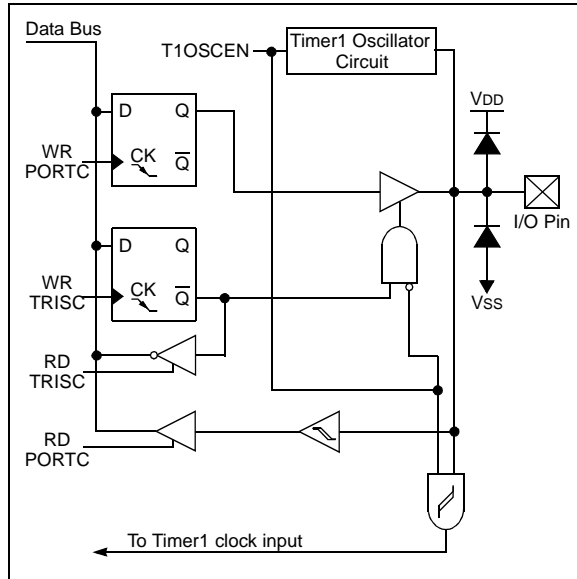 Data Bus
T1OSCEN
Timer1 Oscillator
Circuit
VDD
D
Q
WR
PORTC
CK
Q
I/O Pin
D
Q
WR
TRISC
CK
Q
VSS
RD
TRISC
RD
PORTC
To Timer1 clock input